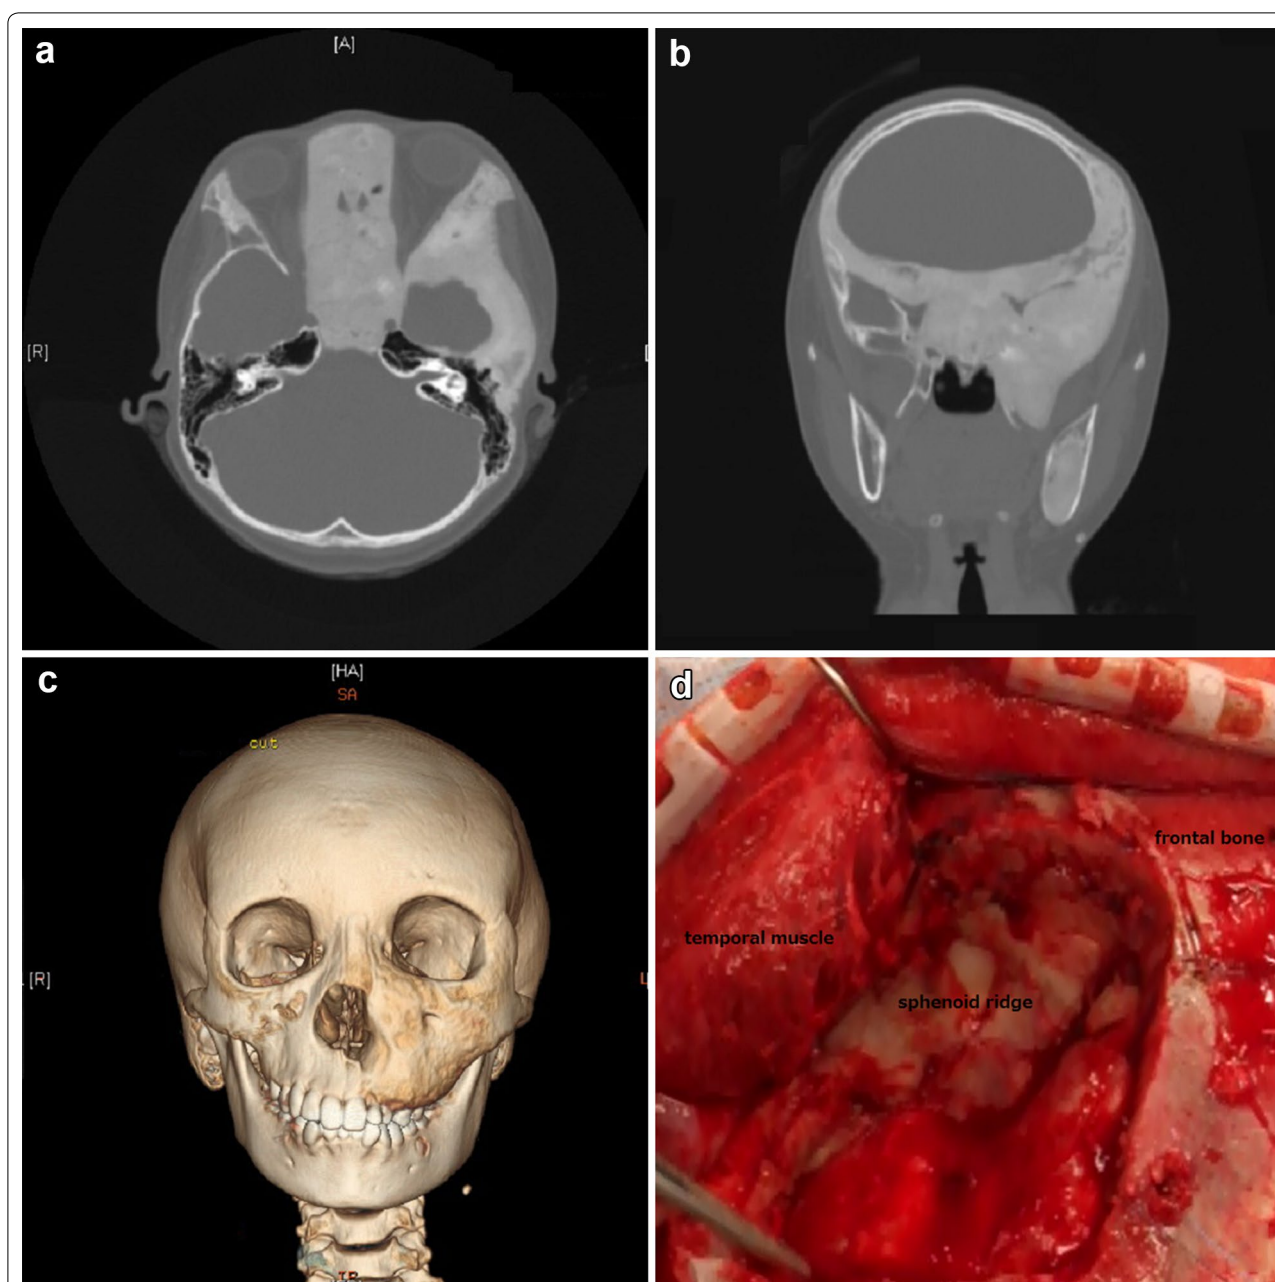 a
[A]
[R]
b
c
[HA]
SA
cut
[R]
L
d
frontal bone
temporal muscle
sphenoid ridge